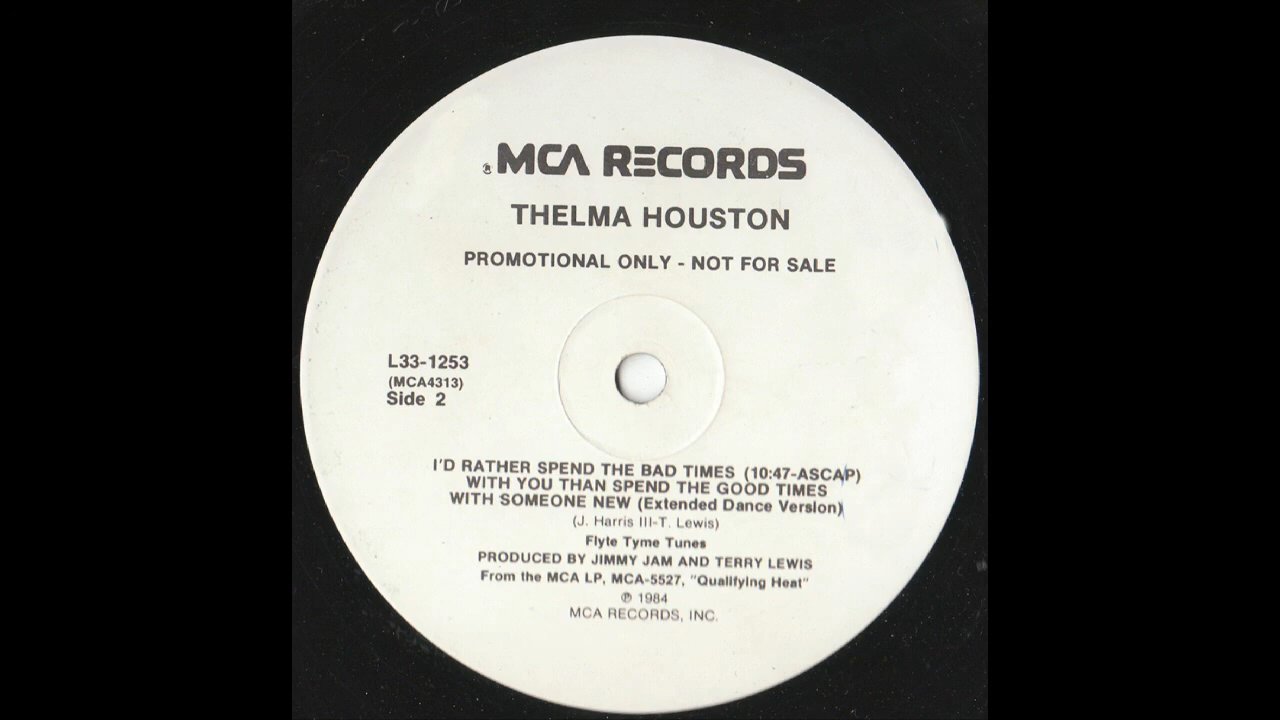 MCA RECORDS
THELMA HOUSTON
PROMOTIONAL ONLY - NOT FOR SALE
L33-1253
(MCA4313)
Side 2
I'D RATHER SPEND THE BAD TIMES (10:47-ASCAP)
WITH YOU THAN SPEND THE GOOD TIMES
WITH SOMEONE NEW (Extended Dance Version)
(J. Harris III-T. Lewis)
Flyte Tyme Tunes
PRODUCED BY JIMMY JAM AND TERRY LEWIS
From the MCA LP, MCA-5527, "Qualifying Heat"
℗ 1984
MCA RECORDS, INC.